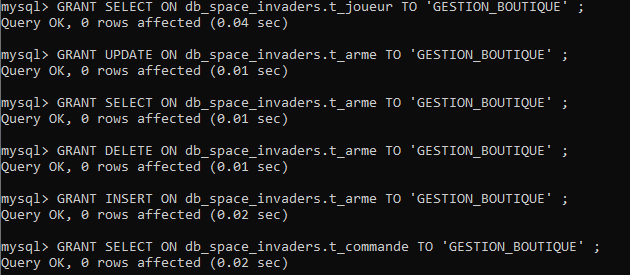 mysql> GRANT SELECT ON db_space_invaders.t_joueur TO 'GESTION_BOUTIQUE' ;
Query OK, 0 rows affected (0.04 sec)
mysql> GRANT UPDATE ON db_space_invaders.t_arme TO 'GESTION_BOUTIQUE' ;
Query OK, 0 rows affected (0.01 sec)
mysql> GRANT SELECT ON db_space_invaders.t_arme TO 'GESTION_BOUTIQUE' ;
Query OK, 0 rows affected (0.01 sec)
mysql> GRANT DELETE ON db_space_invaders.t_arme TO 'GESTION_BOUTIQUE' ;
Query OK, 0 rows affected (0.01 sec)
mysql> GRANT INSERT ON db_space_invaders.t_arme TO 'GESTION_BOUTIQUE' ;
Query OK, 0 rows affected (0.02 sec)
mysql> GRANT SELECT ON db_space_invaders.t_commande TO 'GESTION_BOUTIQUE' ;
Query OK, 0 rows affected (0.02 sec)